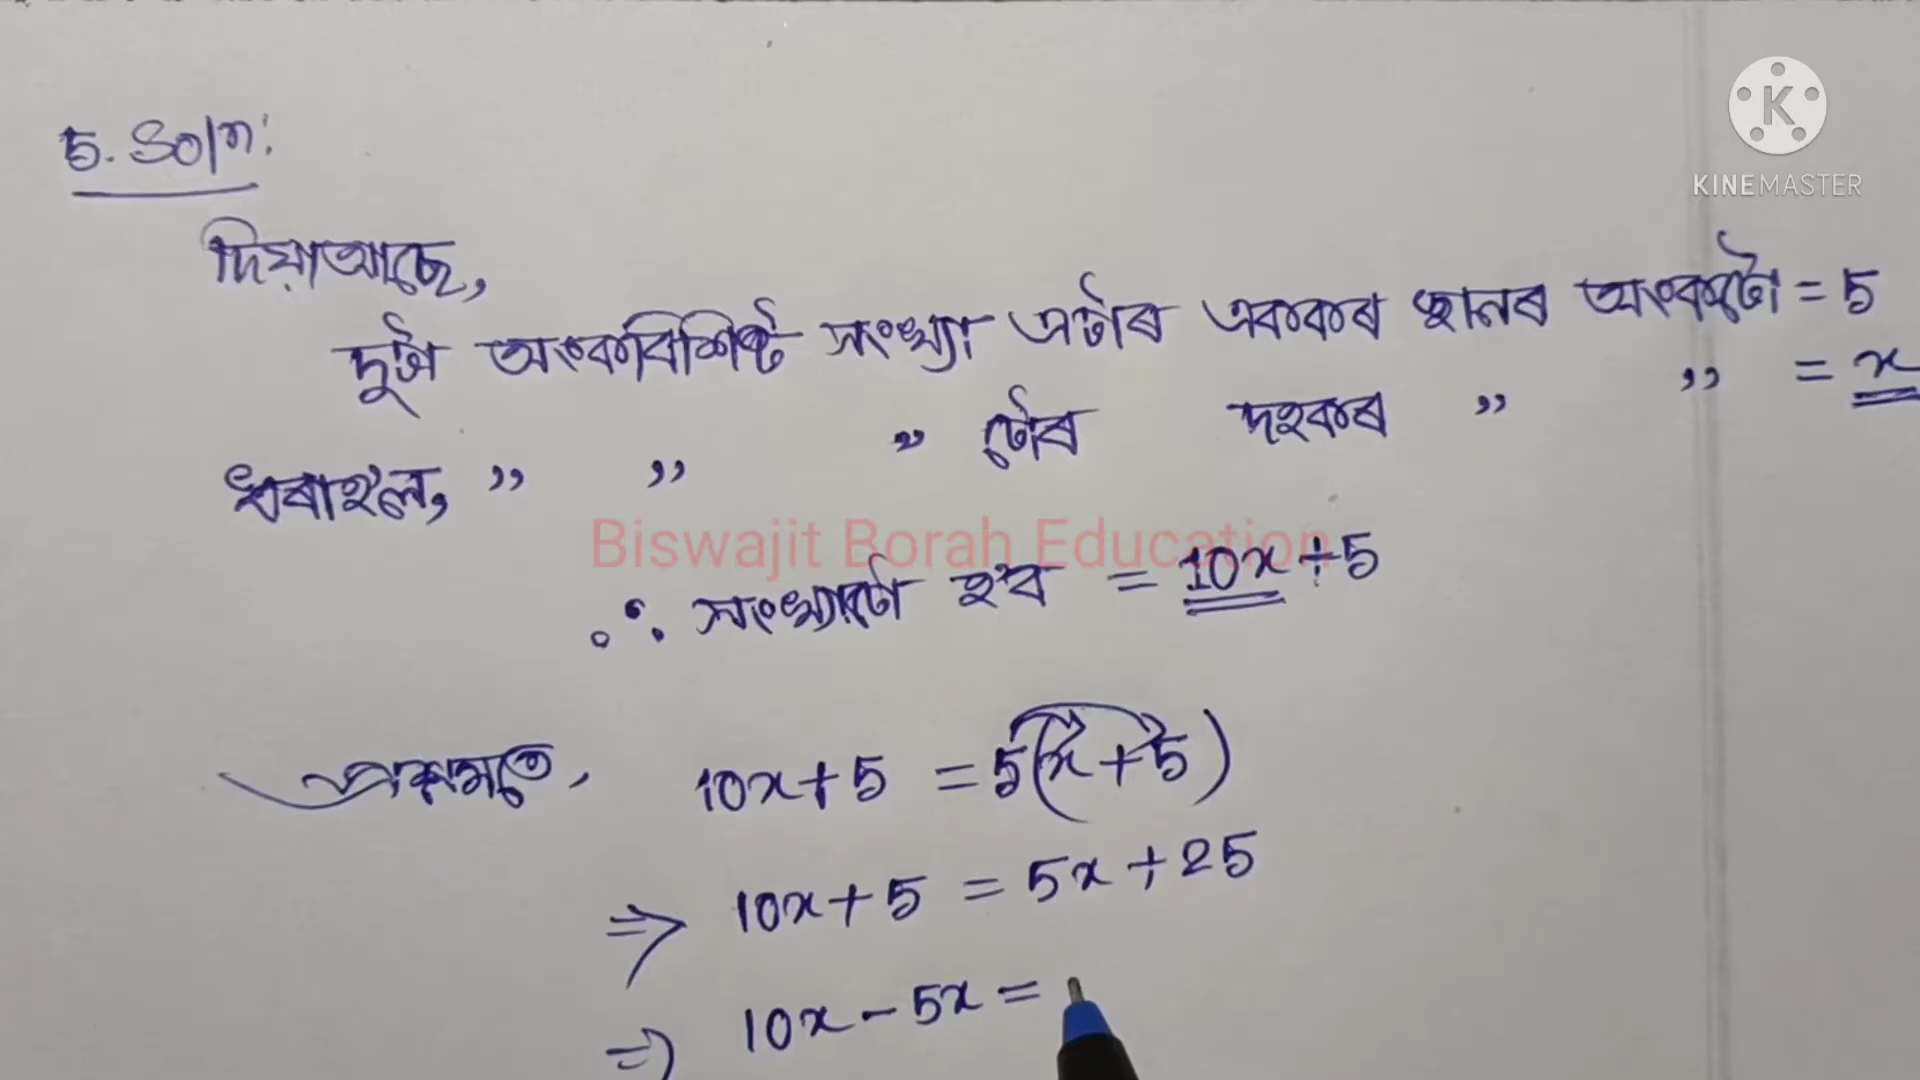 KINEMASTER
5. Soln:
দিয়াআছে,
দুটা অংকবিশিষ্ট সংখ্যা এটাৰ এককৰ স্থানৰ অংকটো = 5
ধৰাহ'ল, ,, ,, ,, টোৰ দহকৰ ,, ,, = x
Biswajit Borah Education
∴ সংখ্যাটো হ'ব = 10x + 5
প্ৰশ্নমতে, 10x + 5 = 5(x + 5)
⇒ 10x + 5 = 5x + 25
⇒ 10x - 5x =